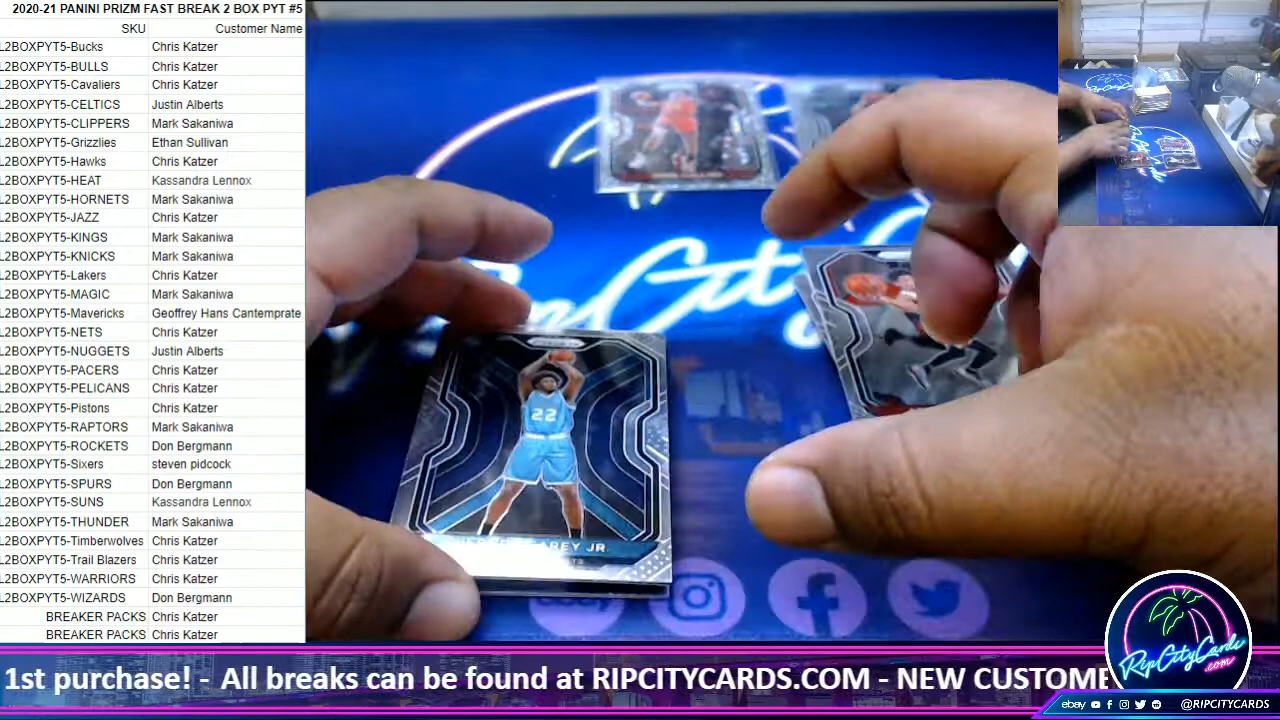 2020-21 PANINI PRIZM FAST BREAK 2 BOX PYT #5
SKU Customer Name
L2BOXPYT5-Bucks Chris Katzer
L2BOXPYT5-BULLS Chris Katzer
L2BOXPYT5-Cavaliers Chris Katzer
L2BOXPYT5-CELTICS Justin Alberts
L2BOXPYT5-CLIPPERS Mark Sakaniwa
L2BOXPYT5-Grizzlies Ethan Sullivan
L2BOXPYT5-Hawks Chris Katzer
L2BOXPYT5-HEAT Kassandra Lennox
L2BOXPYT5-HORNETS Mark Sakaniwa
L2BOXPYT5-JAZZ Chris Katzer
L2BOXPYT5-KINGS Mark Sakaniwa
L2BOXPYT5-KNICKS Mark Sakaniwa
L2BOXPYT5-Lakers Chris Katzer
L2BOXPYT5-MAGIC Mark Sakaniwa
L2BOXPYT5-Mavericks Geoffrey Hans Cantemprate
L2BOXPYT5-NETS Chris Katzer
L2BOXPYT5-NUGGETS Justin Alberts
L2BOXPYT5-PACERS Chris Katzer
L2BOXPYT5-PELICANS Chris Katzer
L2BOXPYT5-Pistons Chris Katzer
L2BOXPYT5-RAPTORS Mark Sakaniwa
L2BOXPYT5-ROCKETS Don Bergmann
L2BOXPYT5-Sixers steven pidcock
L2BOXPYT5-SPURS Don Bergmann
L2BOXPYT5-SUNS Kassandra Lennox
L2BOXPYT5-THUNDER Mark Sakaniwa
L2BOXPYT5-Timberwolves Chris Katzer
L2BOXPYT5-Trail Blazers Chris Katzer
L2BOXPYT5-WARRIORS Chris Katzer
L2BOXPYT5-WIZARDS Don Bergmann
BREAKER PACKS Chris Katzer
BREAKER PACKS Chris Katzer
Rip City
PRIZM
22
CAREY JR.
ebay
1st purchase! - All breaks can be found at RIPCITYCARDS.COM - NEW CUSTOME
RipCityCards
.com
ebay @RIPCITYCARDS